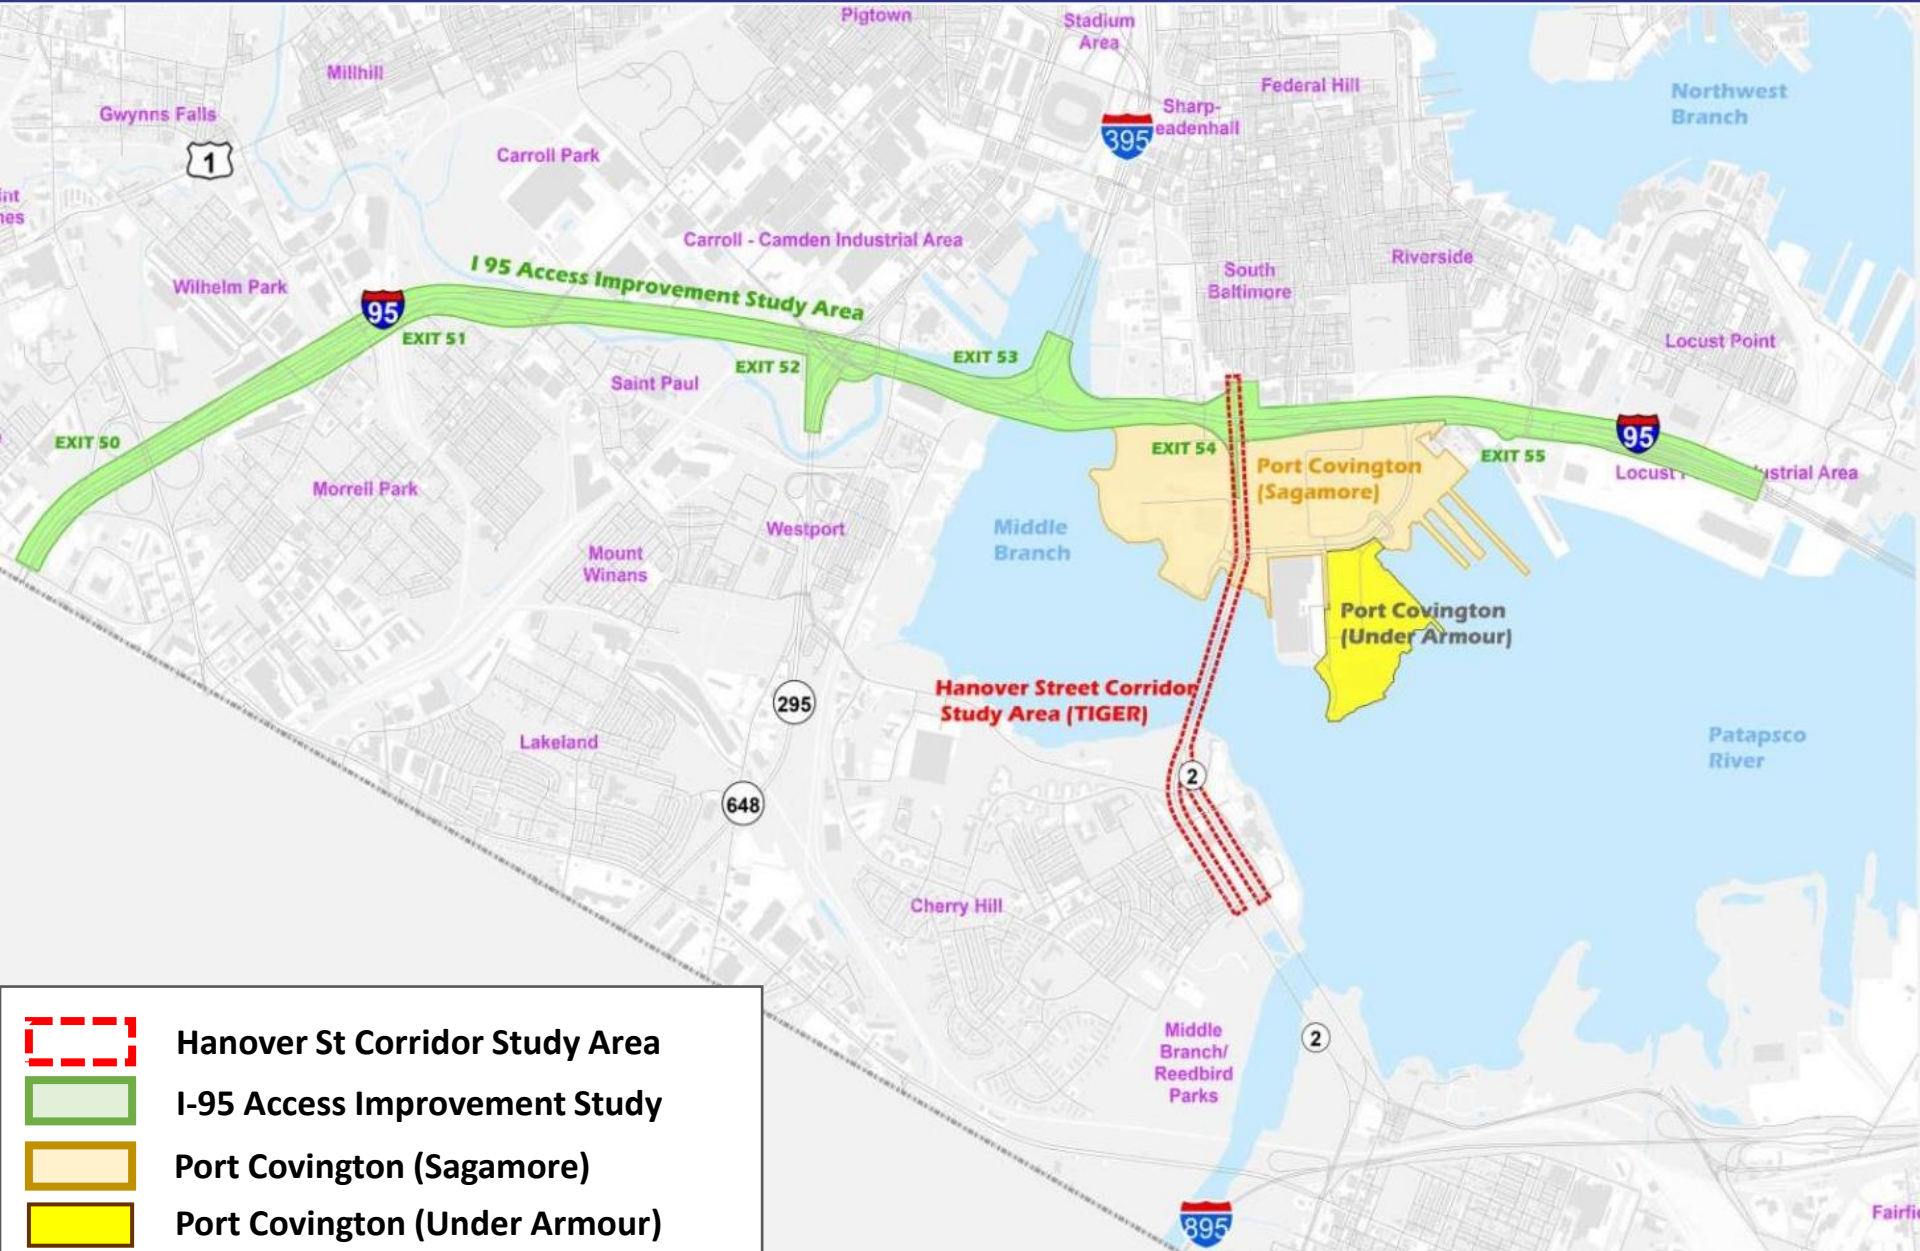 Pigtown
Stadium
Area
Millhill
Federal Hill
Northwest
Branch
Gwynns Falls
Sharp-
eadenhall
395
1
Carroll Park
Carroll - Camden Industrial Area
Riverside
South
Baltimore
I 95 Access Improvement Study Area
Wilhelm Park
95
EXIT 51
Locust Point
EXIT 53
EXIT 52
Saint Paul
EXIT 50
EXIT 54
95
EXIT 55
Port Covington
(Sagamore)
Locust
ustrial Area
Morrell Park
Westport
Middle
Branch
Mount
Winans
Port Covington
(Under Armour)
Hanover Street Corridor
Study Area (TIGER)
295
Lakeland
Patapsco
River
2
648
Cherry Hill
Middle
Branch/
Reedbird
Parks
2
895
Fairfi
Hanover St Corridor Study Area
I-95 Access Improvement Study
Port Covington (Sagamore)
Port Covington (Under Armour)